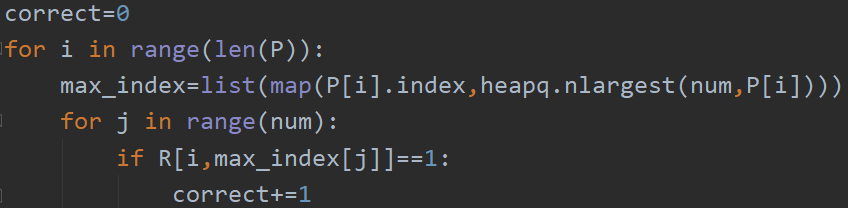 correct=0
for i in range(len(P)):
    max_index=list(map(P[i].index,heapq.nlargest(num,P[i])))
    for j in range(num):
        if R[i,max_index[j]]==1:
            correct+=1